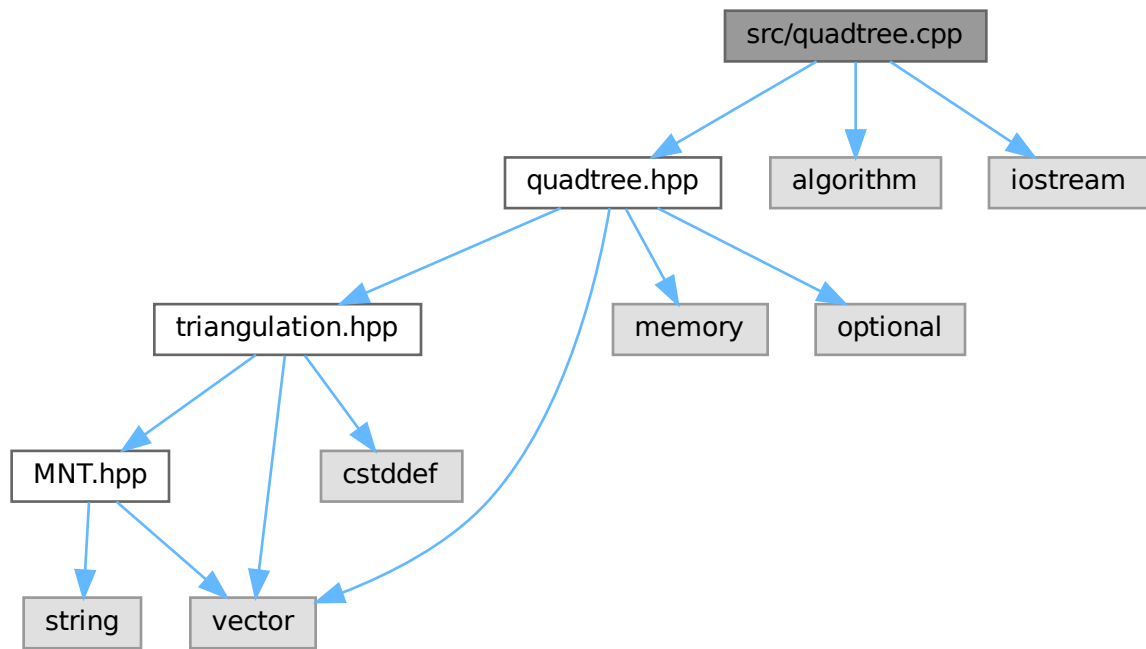 src/quadtree.cpp
quadtree.hpp
algorithm
iostream
triangulation.hpp
memory
optional
MNT.hpp
cstddef
string
vector